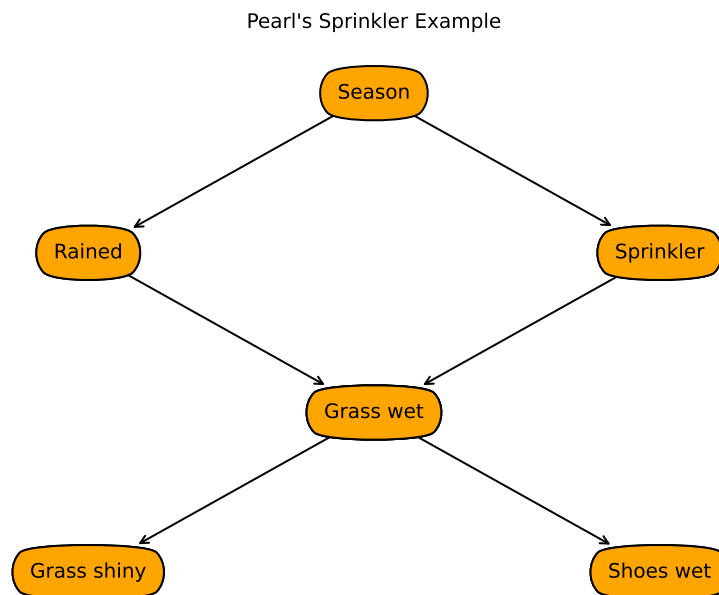 Pearl's Sprinkler Example
Season
Rained
Sprinkler
Grass wet
Grass shiny
Shoes wet